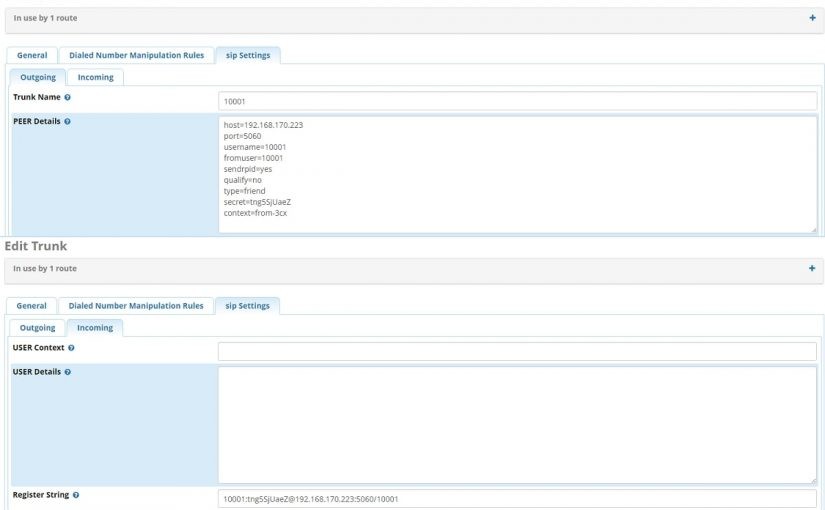 In use by 1 route
General Dialed Number Manipulation Rules sip Settings
Outgoing Incoming
Trunk Name 10001
PEER Details
host=192.168.170.223
port=5060
username=10001
fromuser=10001
sendrpid=yes
qualify=no
type=friend
secret=tng5SjUaeZ
context=from-3cx
Edit Trunk
In use by 1 route
General Dialed Number Manipulation Rules sip Settings
Outgoing Incoming
USER Context
USER Details
Register String 10001:tng5SjUaeZ@192.168.170.223:5060/10001